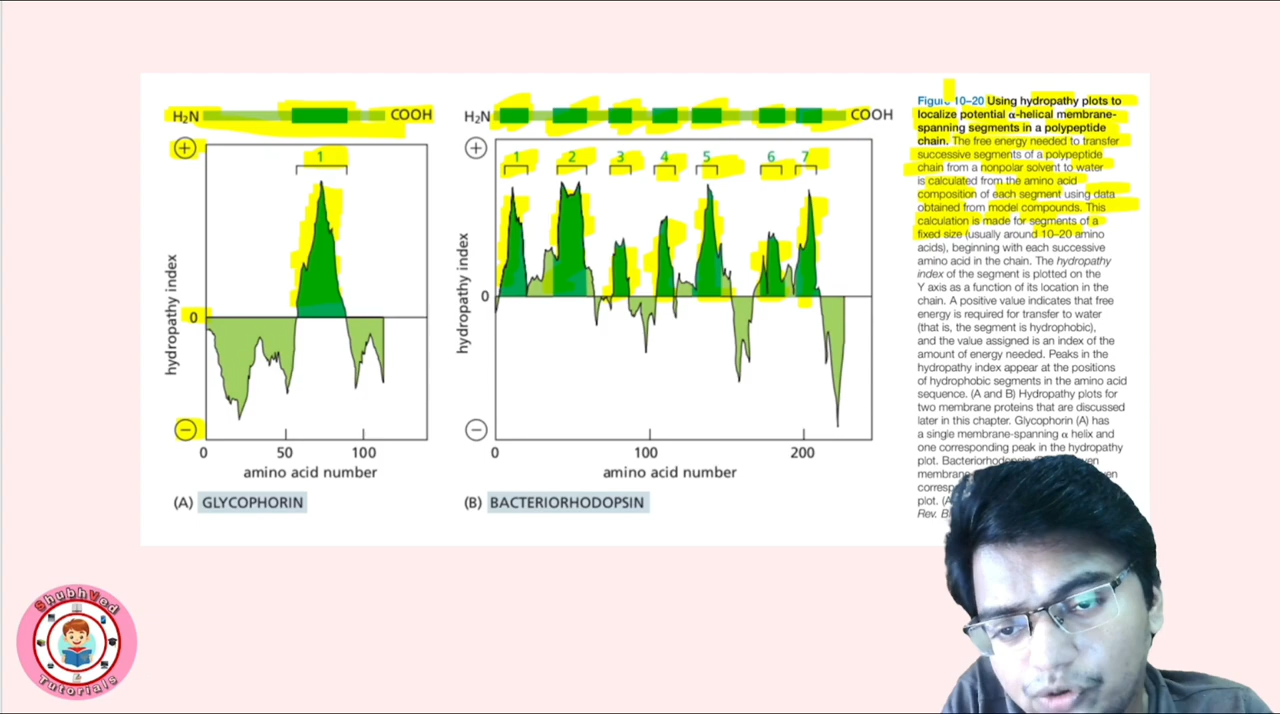 H₂N
COOH
+
1
0
−
hydropathy index
0
50
100
amino acid number
(A) GLYCOPHORIN
H₂N
COOH
+
1 2 3 4 5 6 7
0
−
hydropathy index
0
100
200
amino acid number
(B) BACTERIORHODOPSIN
Figure 10–20 Using hydropathy plots to
localize potential α-helical membrane-
spanning segments in a polypeptide
chain. The free energy needed to transfer
successive segments of a polypeptide
chain from a nonpolar solvent to water
is calculated from the amino acid
composition of each segment using data
obtained from model compounds. This
calculation is made for segments of a
fixed size (usually around 10–20 amino
acids), beginning with each successive
amino acid in the chain. The hydropathy
index of the segment is plotted on the
Y axis as a function of its location in the
chain. A positive value indicates that free
energy is required for transfer to water
(that is, the segment is hydrophobic),
and the value assigned is an index of the
amount of energy needed. Peaks in the
hydropathy index appear at the positions
of hydrophobic segments in the amino acid
sequence. (A and B) Hydropathy plots for
two membrane proteins that are discussed
later in this chapter. Glycophorin (A) has
a single membrane-spanning α helix and
one corresponding peak in the hydropathy
plot.
plot. (A
Rev.
ShubhVed
Tutorials